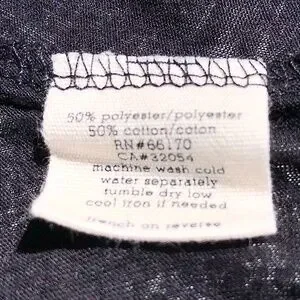 50% polyester/polyester
50% cotton/coton
RN#66170
CA#32054
machine wash cold
water separately
tumble dry low
cool iron if needed
french on reverse